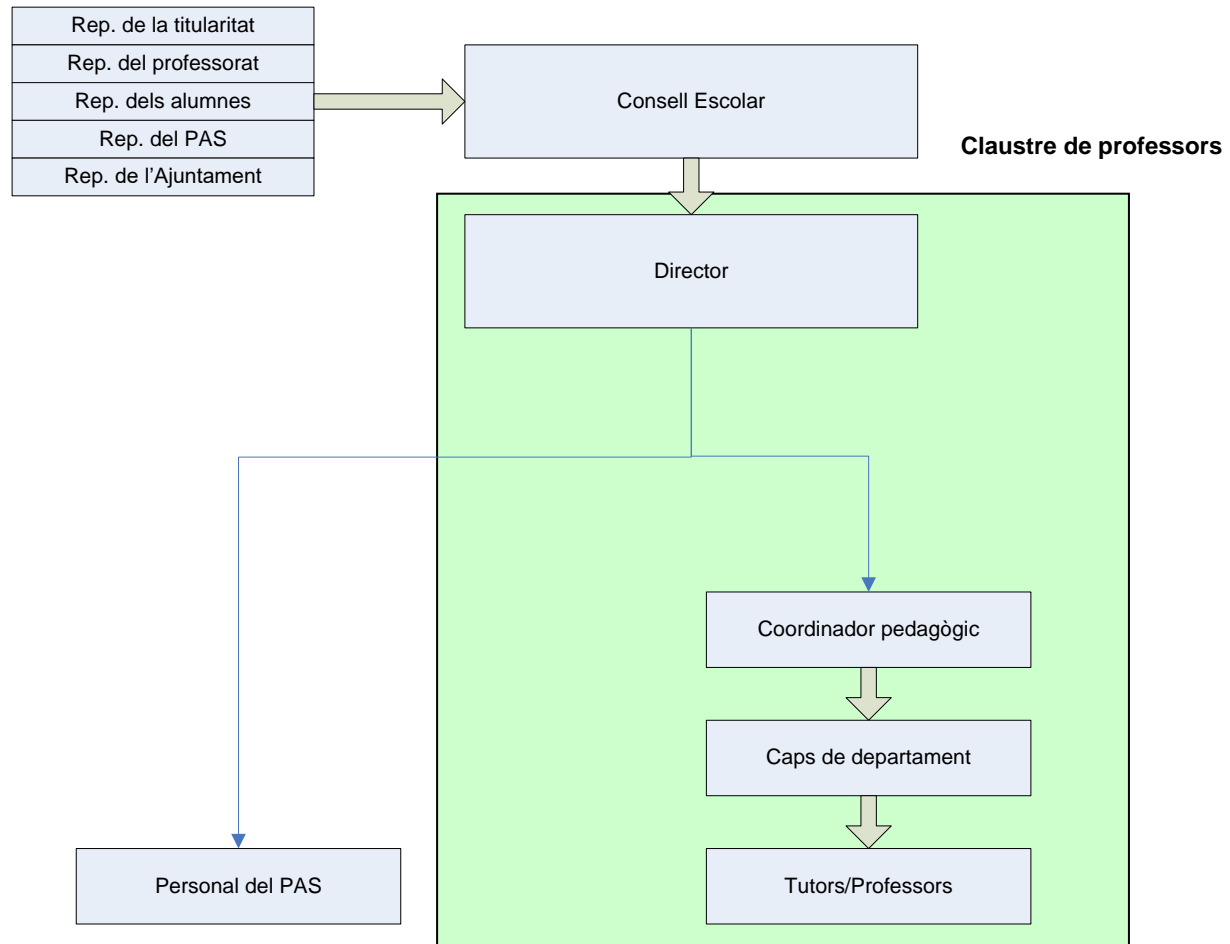 Rep. de la titularitat
Rep. del professorat
Rep. dels alumnes
Rep. del PAS
Rep. de l’Ajuntament
Consell Escolar
Claustre de professors
Director
Coordinador pedagògic
Caps de departament
Personal del PAS
Tutors/Professors